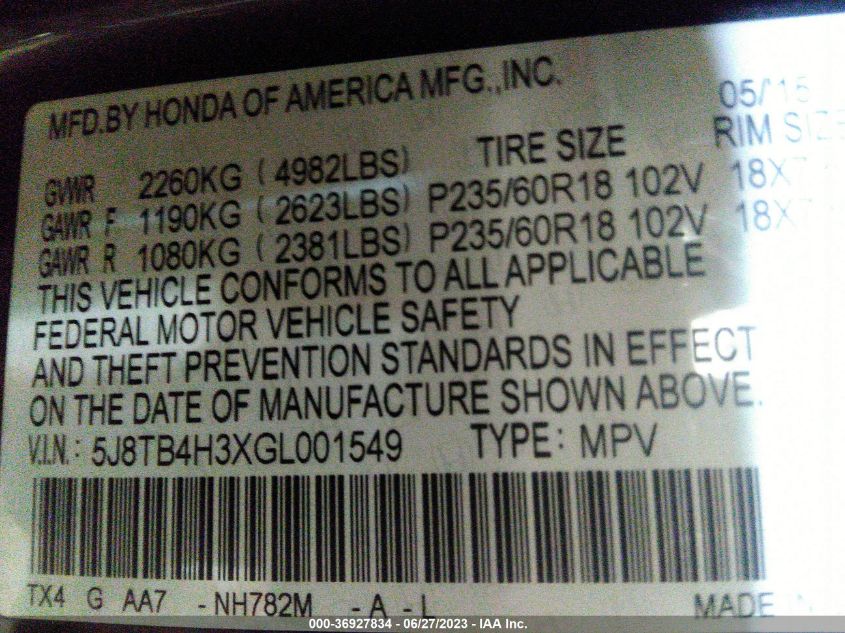 MFD.BY HONDA OF AMERICA MFG.,INC. 05/15
TIRE SIZE RIM SIZE
GVWR 2260KG ( 4982LBS)
GAWR F 1190KG ( 2623LBS) P235/60R18 102V
GAWR R 1080KG ( 2381LBS) P235/60R18 102V
THIS VEHICLE CONFORMS TO ALL APPLICABLE
FEDERAL MOTOR VEHICLE SAFETY
AND THEFT PREVENTION STANDARDS IN EFFECT
ON THE DATE OF MANUFACTURE SHOWN ABOVE.
V.I.N.: 5J8TB4H3XGL001549 TYPE: MPV
TX4 G AA7 - NH782M - A - L MADE
000-36927834 - 06/27/2023 - IAA Inc.